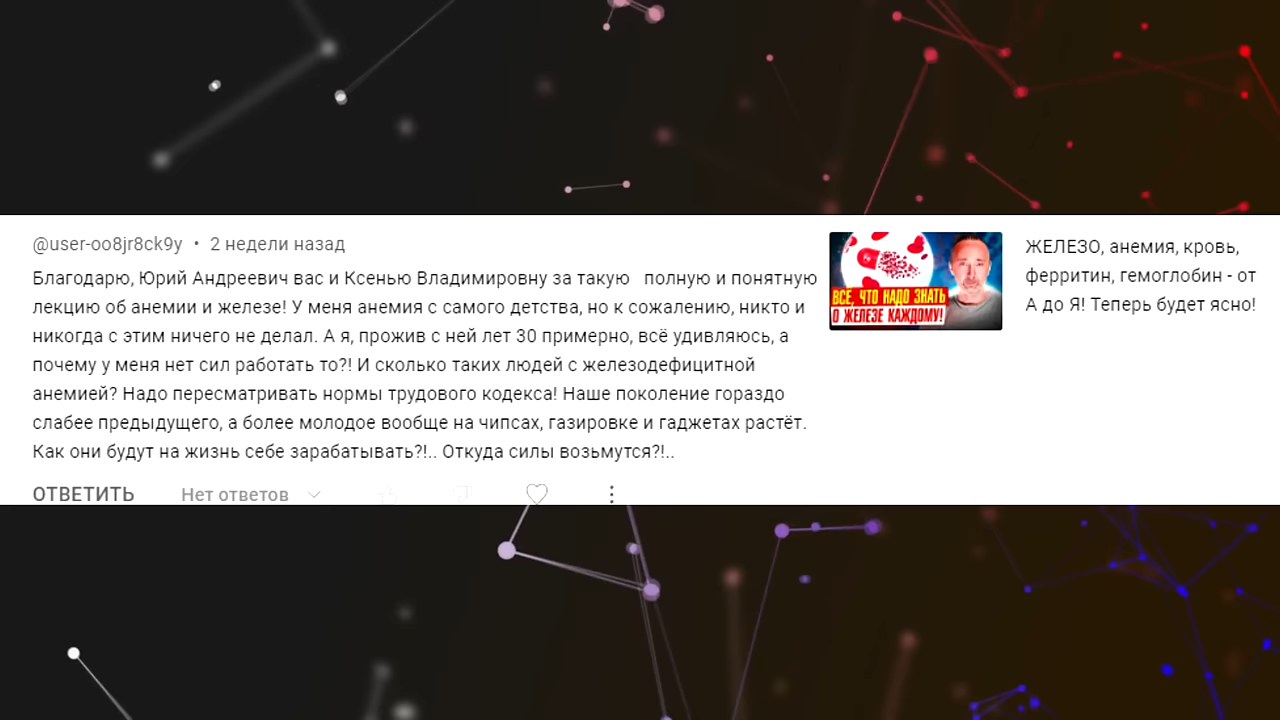 @user-oo8jr8ck9y • 2 недели назад
Благодарю, Юрий Андреевич вас и Ксенью Владимировну за такую полную и понятную
лекцию об анемии и железе! У меня анемия с самого детства, но к сожалению, никто и
никогда с этим ничего не делал. А я, прожив с ней лет 30 примерно, всё удивляюсь, а
почему у меня нет сил работать то?! И сколько таких людей с железодефицитной
анемией? Надо пересматривать нормы трудового кодекса! Наше поколение гораздо
слабее предыдущего, а более молодое вообще на чипсах, газировке и гаджетах растёт.
Как они будут на жизнь себе зарабатывать?!.. Откуда силы возьмутся?!..
ОТВЕТИТЬ Нет ответов
ВСЕ, ЧТО НАДО ЗНАТЬ
О ЖЕЛЕЗЕ КАЖДОМУ!
ЖЕЛЕЗО, анемия, кровь,
ферритин, гемоглобин - от
А до Я! Теперь будет ясно!